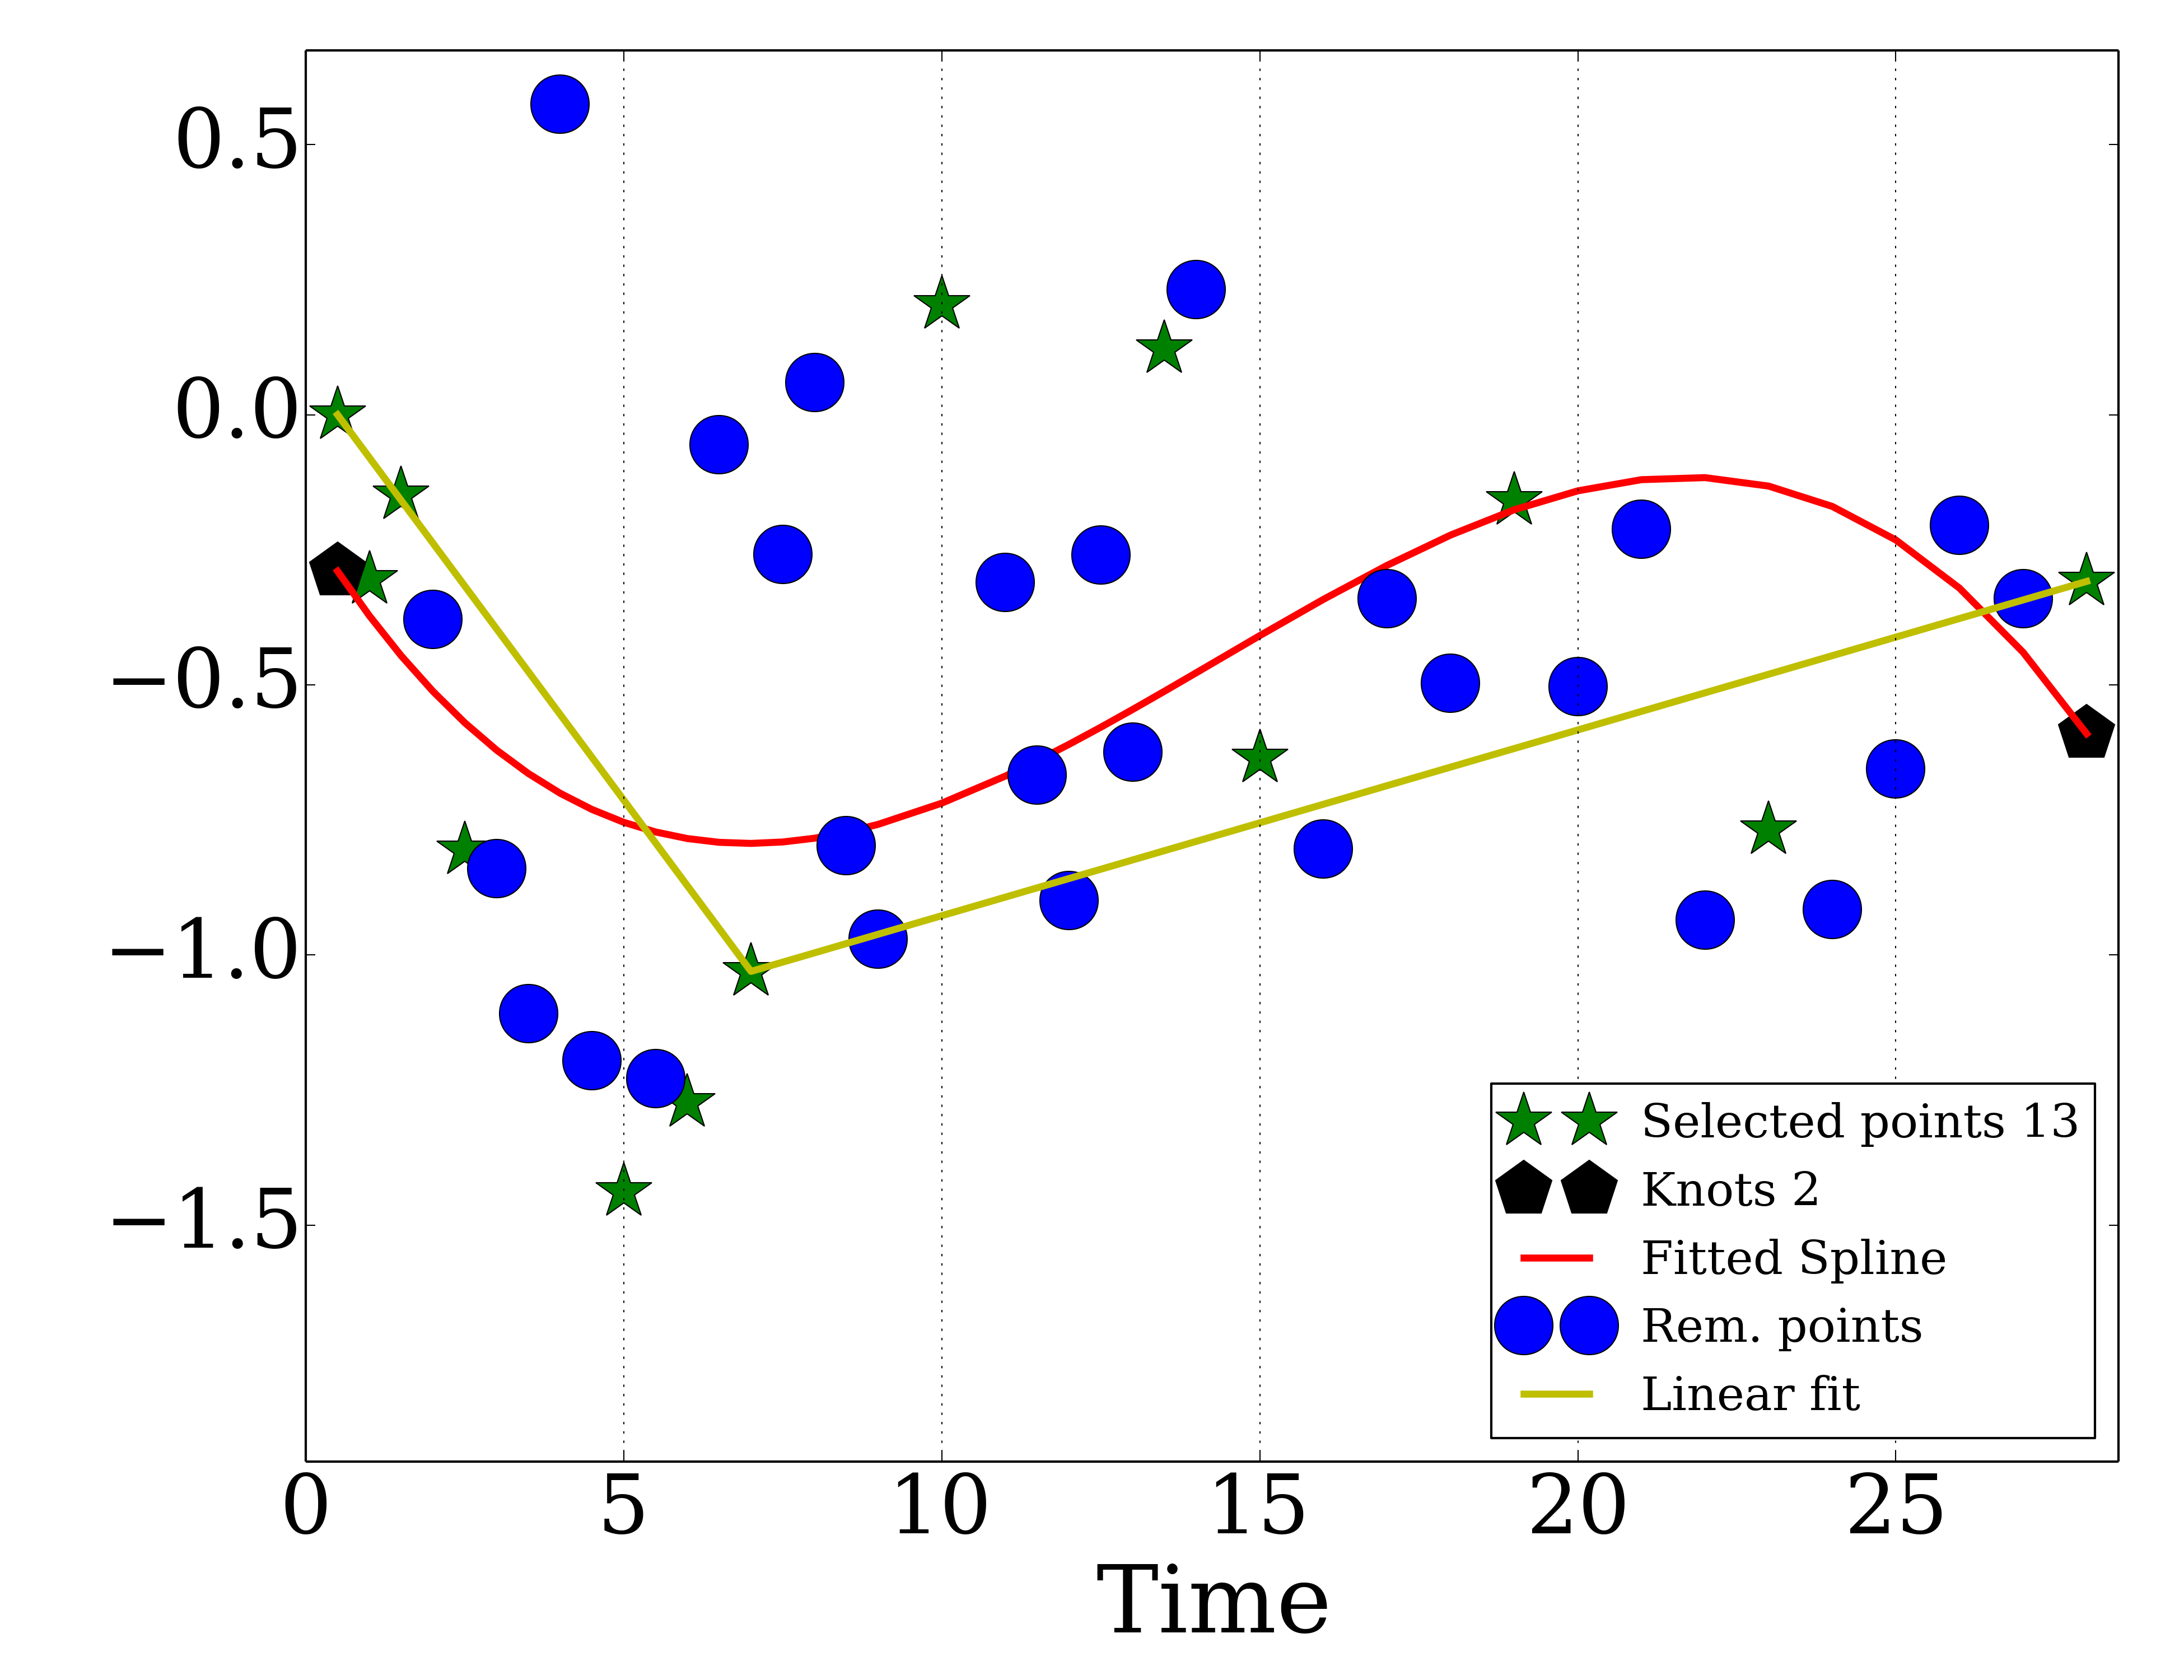 0.5
0.0
−0.5
−1.0
−1.5
0 5 10 15 20 25
Time
Selected points 13
Knots 2
Fitted Spline
Rem. points
Linear fit